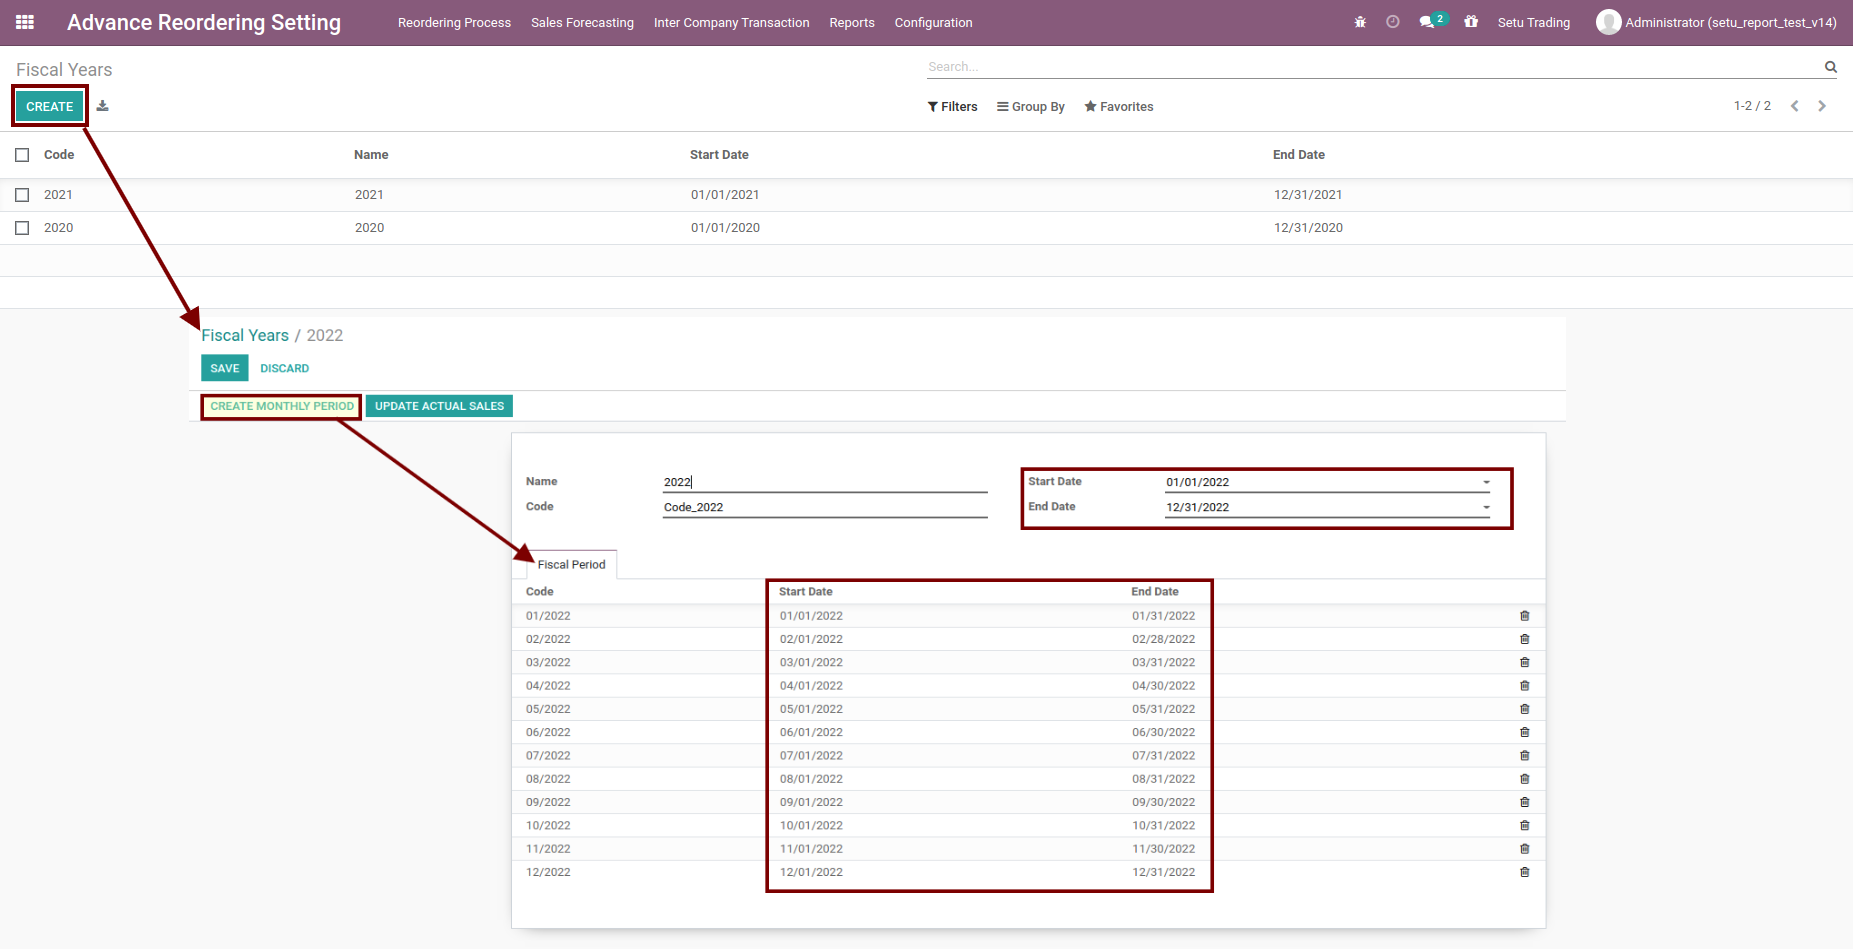 Advance Reordering Setting Reordering Process Sales Forecasting Inter Company Transaction Reports Configuration 2 Setu Trading Administrator (setu_report_test_v14)
Fiscal Years Search...
CREATE Filters Group By Favorites 1-2 / 2
Code Name Start Date End Date
2021 2021 01/01/2021 12/31/2021
2020 2020 01/01/2020 12/31/2020
Fiscal Years / 2022
SAVE DISCARD
CREATE MONTHLY PERIOD UPDATE ACTUAL SALES
Name 2022 Start Date 01/01/2022
Code Code_2022 End Date 12/31/2022
Fiscal Period
Code Start Date End Date
01/2022 01/01/2022 01/31/2022
02/2022 02/01/2022 02/28/2022
03/2022 03/01/2022 03/31/2022
04/2022 04/01/2022 04/30/2022
05/2022 05/01/2022 05/31/2022
06/2022 06/01/2022 06/30/2022
07/2022 07/01/2022 07/31/2022
08/2022 08/01/2022 08/31/2022
09/2022 09/01/2022 09/30/2022
10/2022 10/01/2022 10/31/2022
11/2022 11/01/2022 11/30/2022
12/2022 12/01/2022 12/31/2022